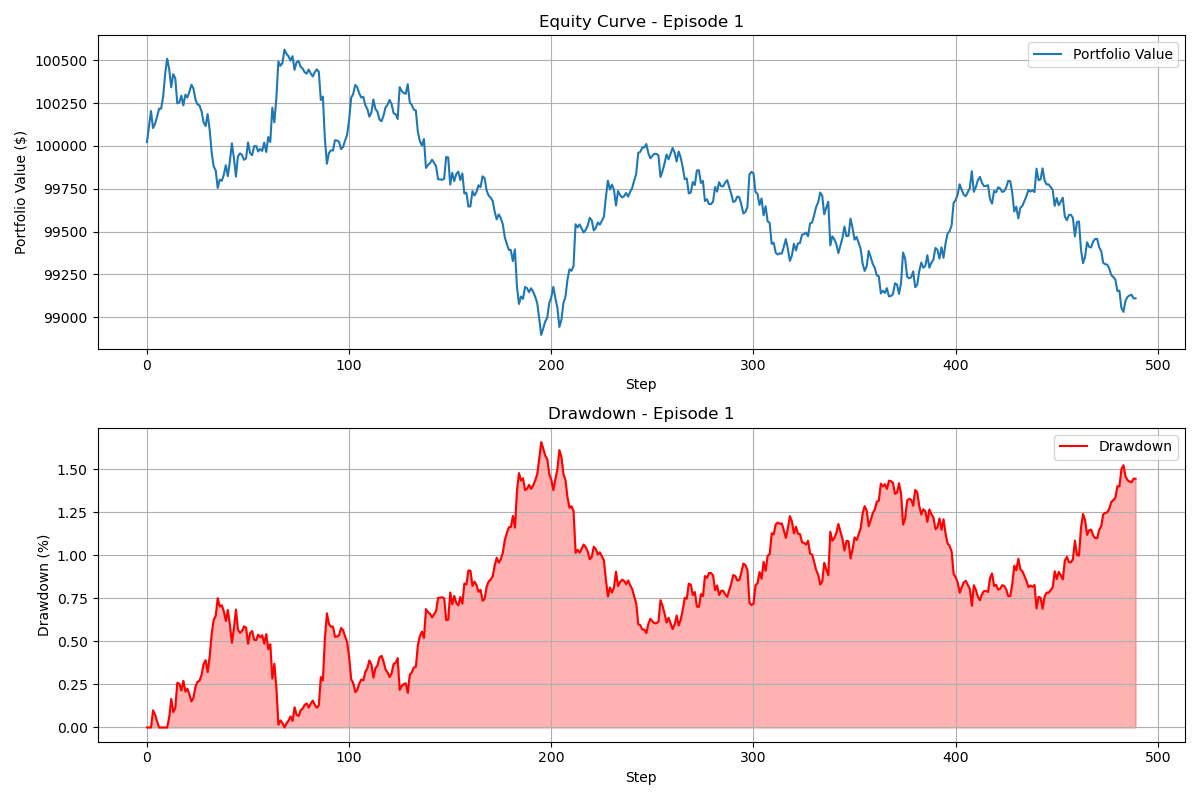 Equity Curve - Episode 1
Portfolio Value ($)
100500
100250
100000
99750
99500
99250
99000
Portfolio Value
0 100 200 300 400 500
Step
Drawdown - Episode 1
Drawdown (%)
1.50
1.25
1.00
0.75
0.50
0.25
0.00
Drawdown
0 100 200 300 400 500
Step